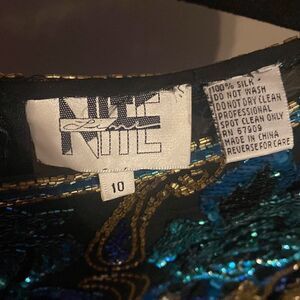 NITE
Line
NITE
10
100% SILK
DO NOT WASH
DO NOT DRY CLEAN
PROFESSIONAL
SPOT CLEAN ONLY
RN 67909
MADE IN CHINA
REVERSE FOR CARE